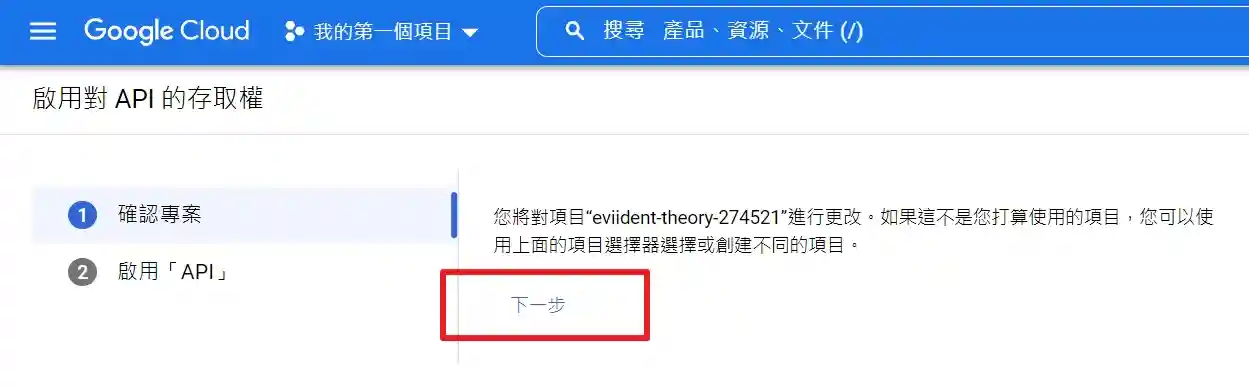 Google Cloud 我的第一個項目 搜尋 產品、資源、文件 (/)
啟用對 API 的存取權
1 確認專案
您將對項目“eviident-theory-274521”進行更改。如果這不是您打算使用的項目，您可以使
用上面的項目選擇器選擇或創建不同的項目。
2 啟用「API」
下一步